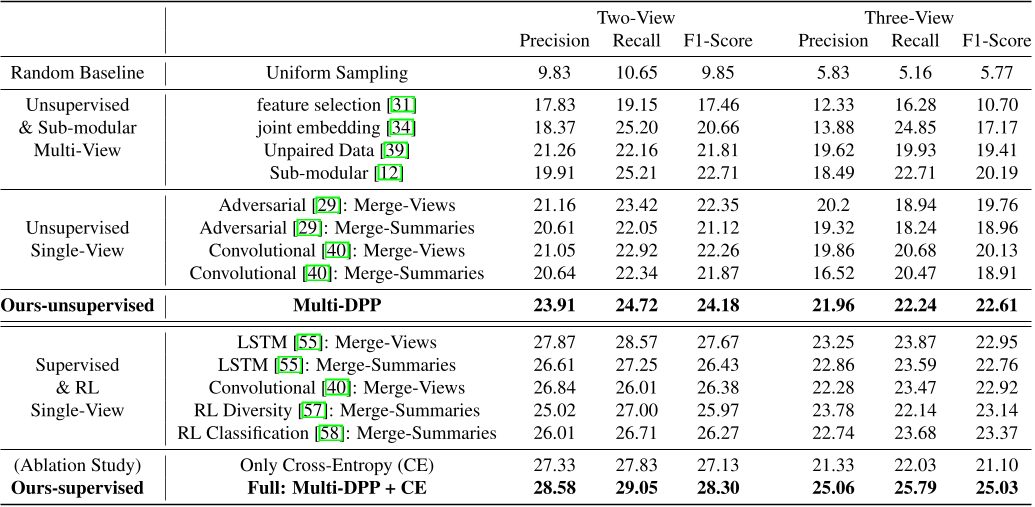 Two-View Three-View
Precision Recall F1-Score Precision Recall F1-Score
Random Baseline Uniform Sampling 9.83 10.65 9.85 5.83 5.16 5.77
Unsupervised feature selection [31] 17.83 19.15 17.46 12.33 16.28 10.70
& Sub-modular joint embedding [34] 18.37 25.20 20.66 13.88 24.85 17.17
Multi-View Unpaired Data [39] 21.26 22.16 21.81 19.62 19.93 19.41
Sub-modular [12] 19.91 25.21 22.71 18.49 22.71 20.19
Adversarial [29]: Merge-Views 21.16 23.42 22.35 20.2 18.94 19.76
Unsupervised Adversarial [29]: Merge-Summaries 20.61 22.05 21.12 19.32 18.24 18.96
Single-View Convolutional [40]: Merge-Views 21.05 22.92 22.26 19.86 20.68 20.13
Convolutional [40]: Merge-Summaries 20.64 22.34 21.87 16.52 20.47 18.91
Ours-unsupervised Multi-DPP 23.91 24.72 24.18 21.96 22.24 22.61
LSTM [55]: Merge-Views 27.87 28.57 27.67 23.25 23.87 22.95
Supervised LSTM [55]: Merge-Summaries 26.61 27.25 26.43 22.86 23.59 22.76
& RL Convolutional [40]: Merge-Views 26.84 26.01 26.38 22.28 23.47 22.92
Single-View RL Diversity [57]: Merge-Summaries 25.02 27.00 25.97 23.78 22.14 23.14
RL Classification [58]: Merge-Summaries 26.01 26.71 26.27 22.74 23.68 23.37
(Ablation Study) Only Cross-Entropy (CE) 27.33 27.83 27.13 21.33 22.03 21.10
Ours-supervised Full: Multi-DPP + CE 28.58 29.05 28.30 25.06 25.79 25.03